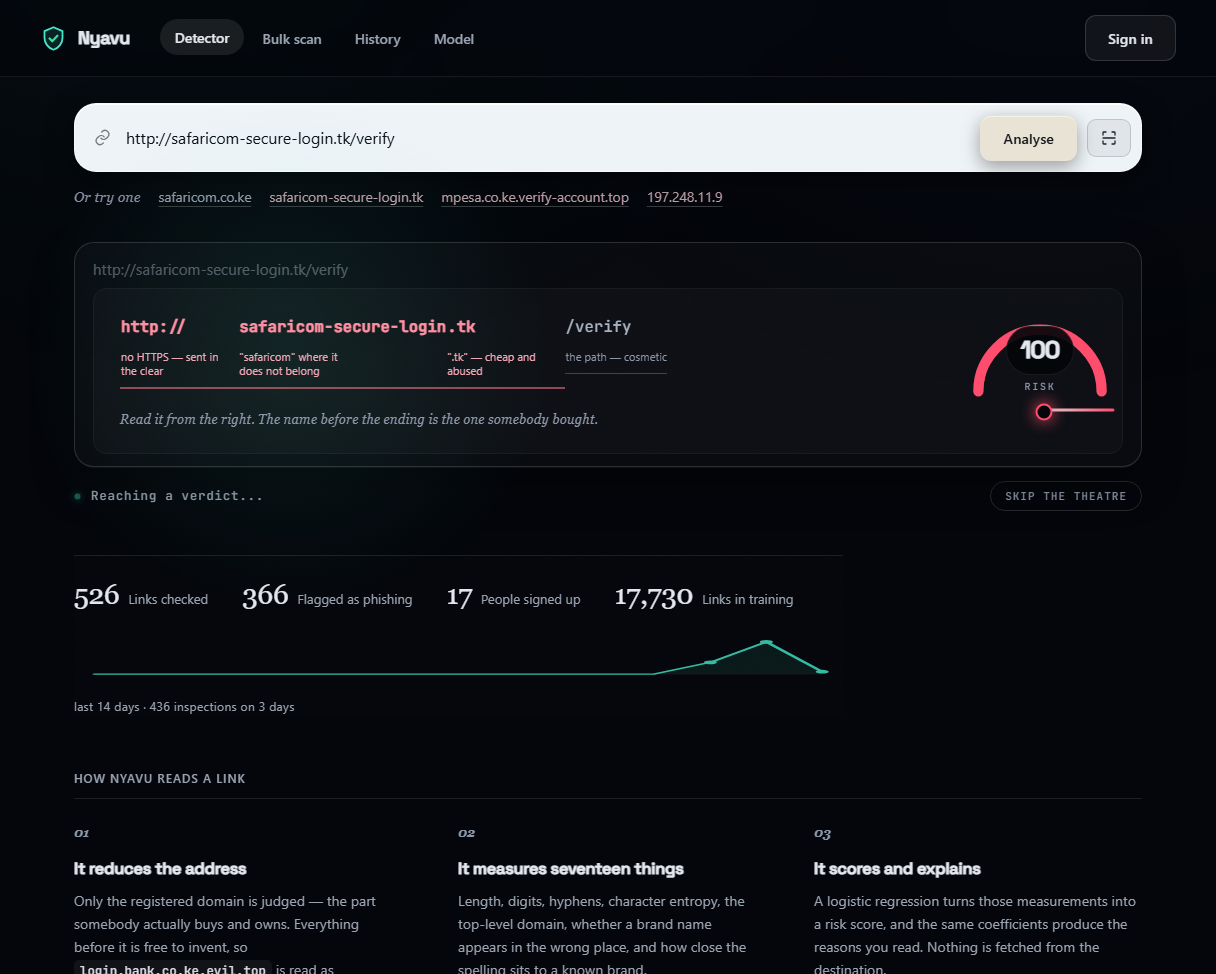 Nyavu
Detector
Bulk scan
History
Model
Sign in
http://safaricom-secure-login.tk/verify
Analyse
Or try one safaricom.co.ke safaricom-secure-login.tk mpesa.co.ke.verify-account.top 197.248.11.9
http://safaricom-secure-login.tk/verify
http:// safaricom-secure-login.tk /verify
no HTTPS — sent in
the clear
"safaricom" where it
does not belong
".tk" — cheap and
abused
the path — cosmetic
Read it from the right. The name before the ending is the one somebody bought.
100
RISK
Reaching a verdict...
SKIP THE THEATRE
526 Links checked
366 Flagged as phishing
17 People signed up
17,730 Links in training
last 14 days · 436 inspections on 3 days
HOW NYAVU READS A LINK
01
It reduces the address
Only the registered domain is judged — the part
somebody actually buys and owns. Everything
before it is free to invent, so
login.bank.co.ke.evil.top is read as
02
It measures seventeen things
Length, digits, hyphens, character entropy, the
top-level domain, whether a brand name
appears in the wrong place, and how close the
spelling sits to a known brand.
03
It scores and explains
A logistic regression turns those measurements into
a risk score, and the same coefficients produce the
reasons you read. Nothing is fetched from the
destination.